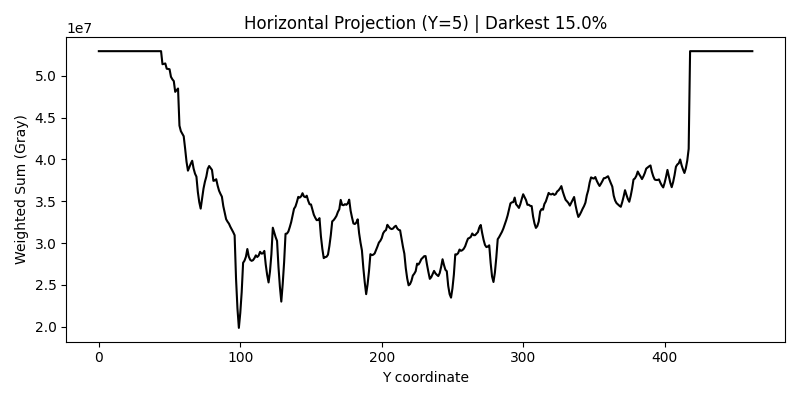 Horizontal Projection (Y=5) | Darkest 15.0%
1e7
5.0
4.5
4.0
3.5
3.0
2.5
2.0
Weighted Sum (Gray)
0 100 200 300 400
Y coordinate